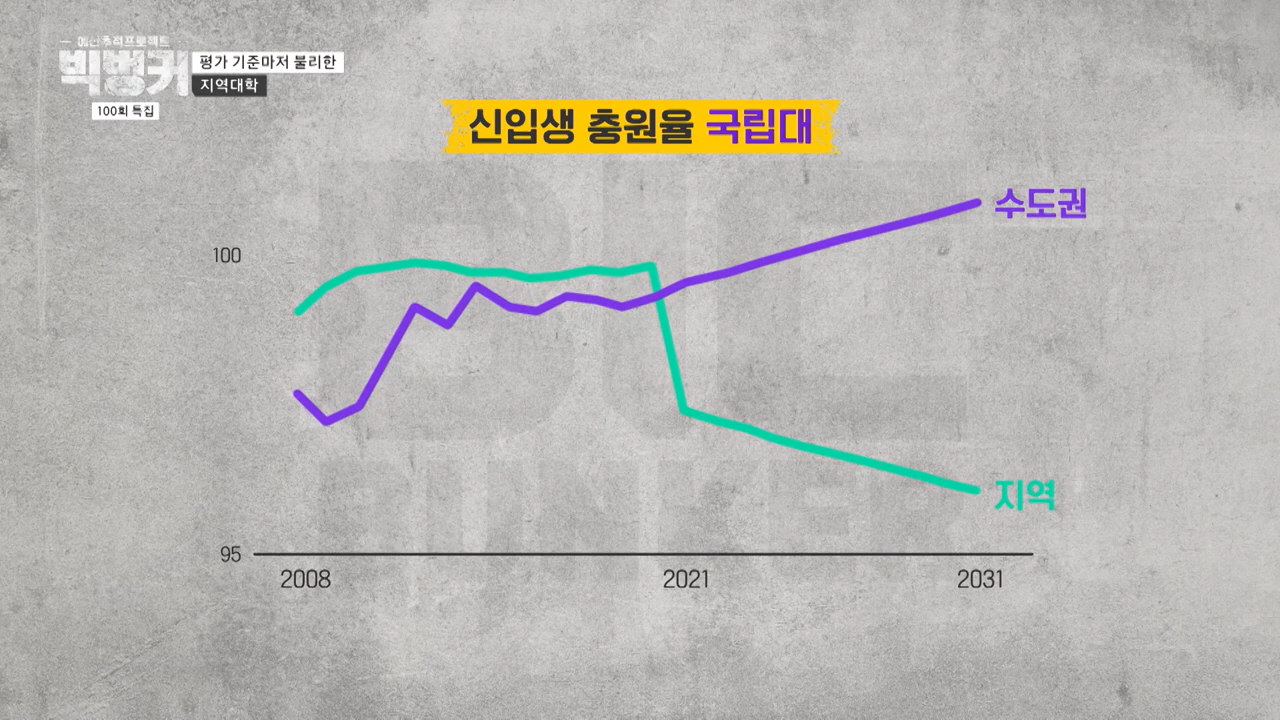 예산추적프로젝트
빅벙커
100회 특집
평가 기준마저 불리한
지역대학
신입생 충원율 국립대
수도권
100
지역
95
2008 2021 2031